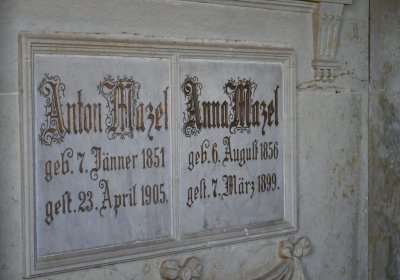 Anton Mazel
geb. 7. Jänner 1851
gest. 23. April 1905.
Anna Mazel
geb. 6. August 1856
gest. 7. März 1899.